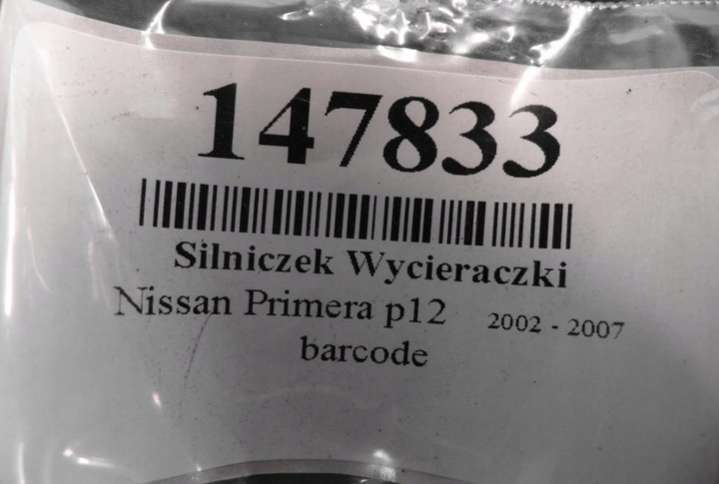 147833
Silniczek Wycieraczki
Nissan Primera p12 2002 - 2007
barcode